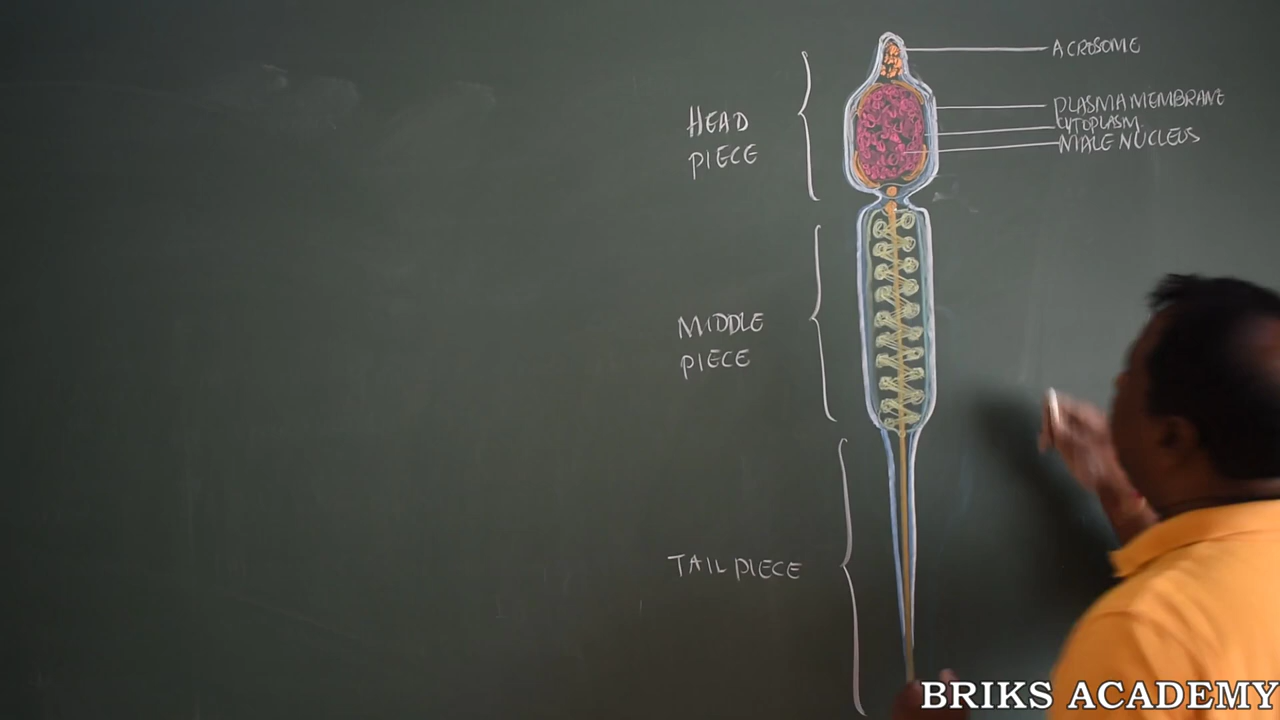 ACROSOME
PLASMA MEMBRANE
CYTOPLASM
MALE NUCLEUS
HEAD
PIECE
MIDDLE
PIECE
TAIL PIECE
BRIKS ACADEMY